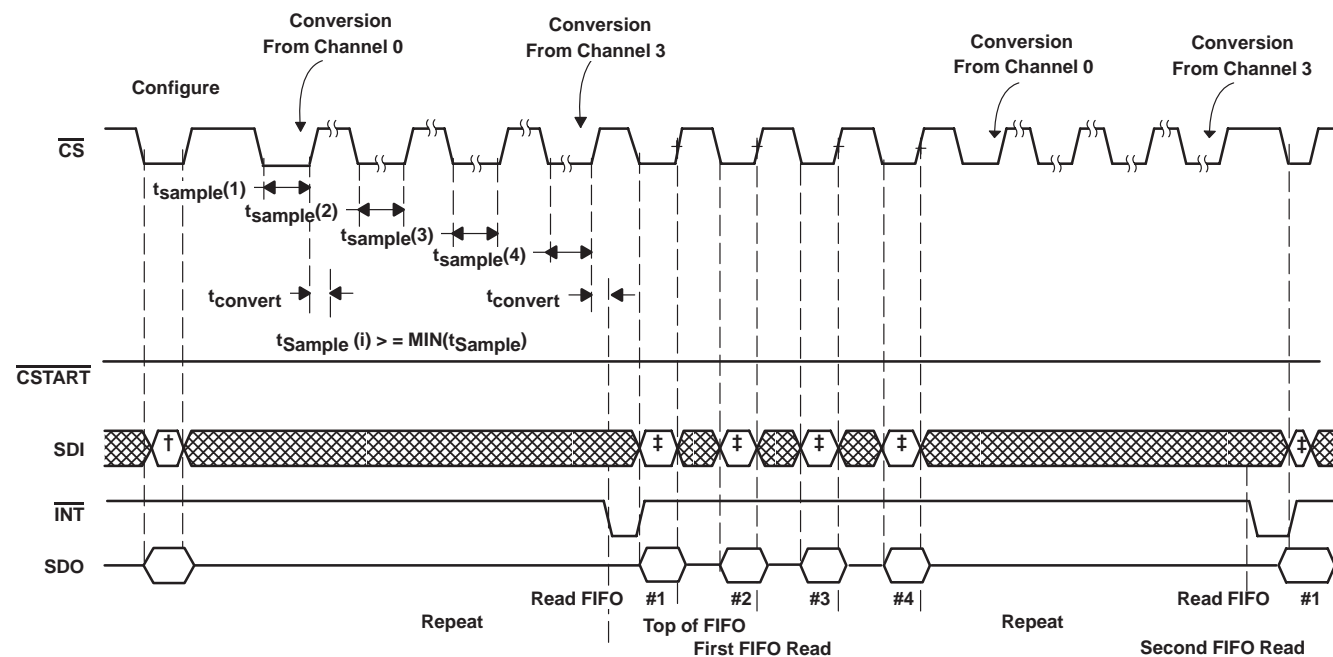 Conversion
From Channel 0
Conversion
From Channel 3
Conversion
From Channel 0
Conversion
From Channel 3
Configure
CS
tsample(1)
tsample(2)
tsample(3)
tsample(4)
tconvert
tconvert
tSample (i) > = MIN(tSample)
CSTART
SDI
† ‡ ‡ ‡ ‡ ‡
INT
SDO
Read FIFO #1 #2 #3 #4 Read FIFO #1
Repeat Top of FIFO Repeat
First FIFO Read Second FIFO Read